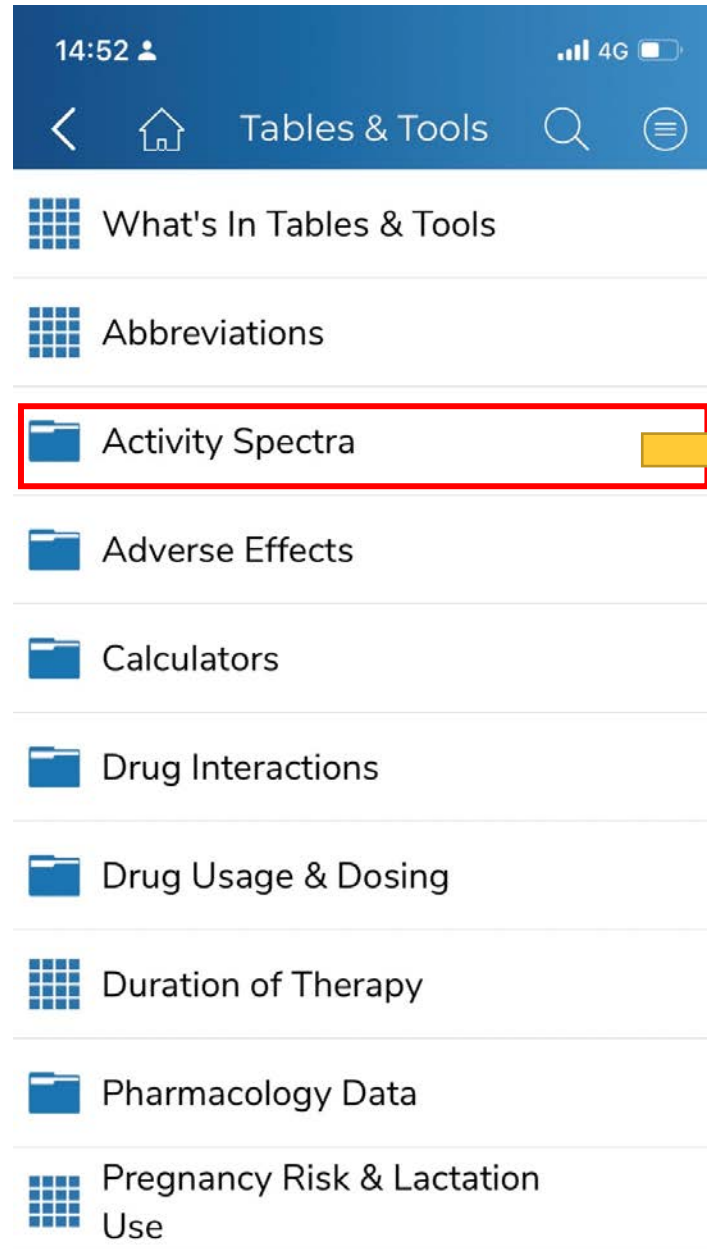 14:52 4G
Tables & Tools
What's In Tables & Tools
Abbreviations
Activity Spectra
Adverse Effects
Calculators
Drug Interactions
Drug Usage & Dosing
Duration of Therapy
Pharmacology Data
Pregnancy Risk & Lactation
Use